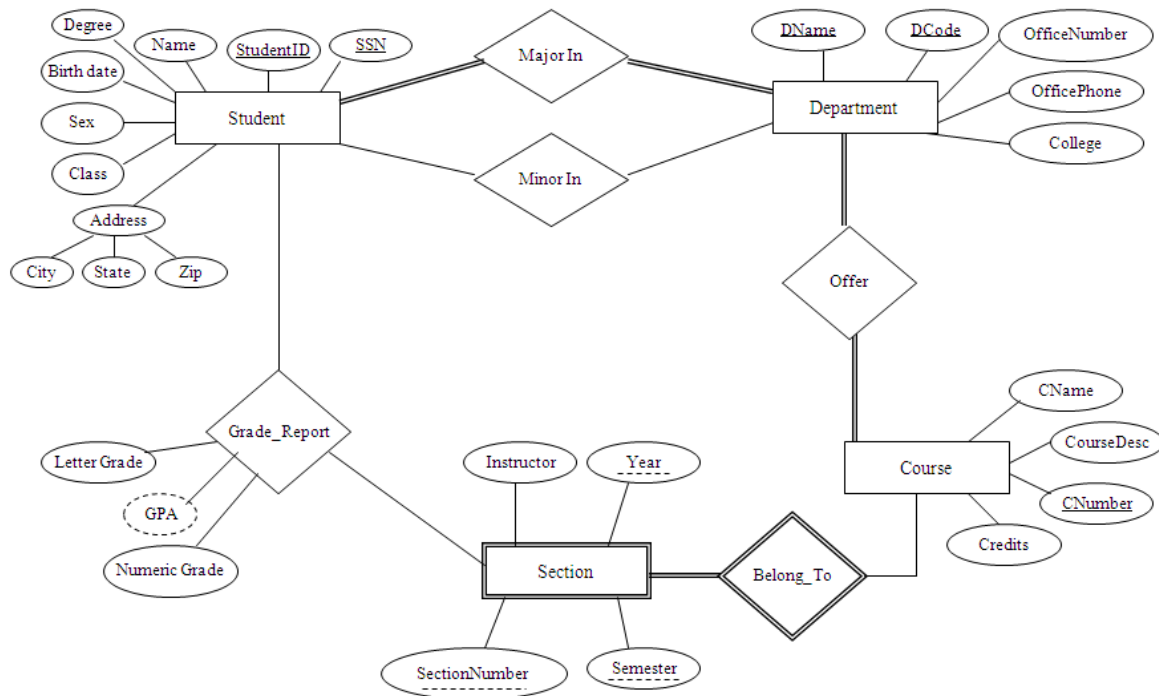 Degree
Name
StudentID
SSN
Major In
DName
DCode
OfficeNumber
Birth date
OfficePhone
Student
Department
Sex
College
Class
Minor In
Address
City
State
Zip
Offer
CName
Grade_Report
CourseDesc
Letter Grade
Instructor
Year
Course
CNumber
GPA
Credits
Numeric Grade
Section
Belong_To
SectionNumber
Semester